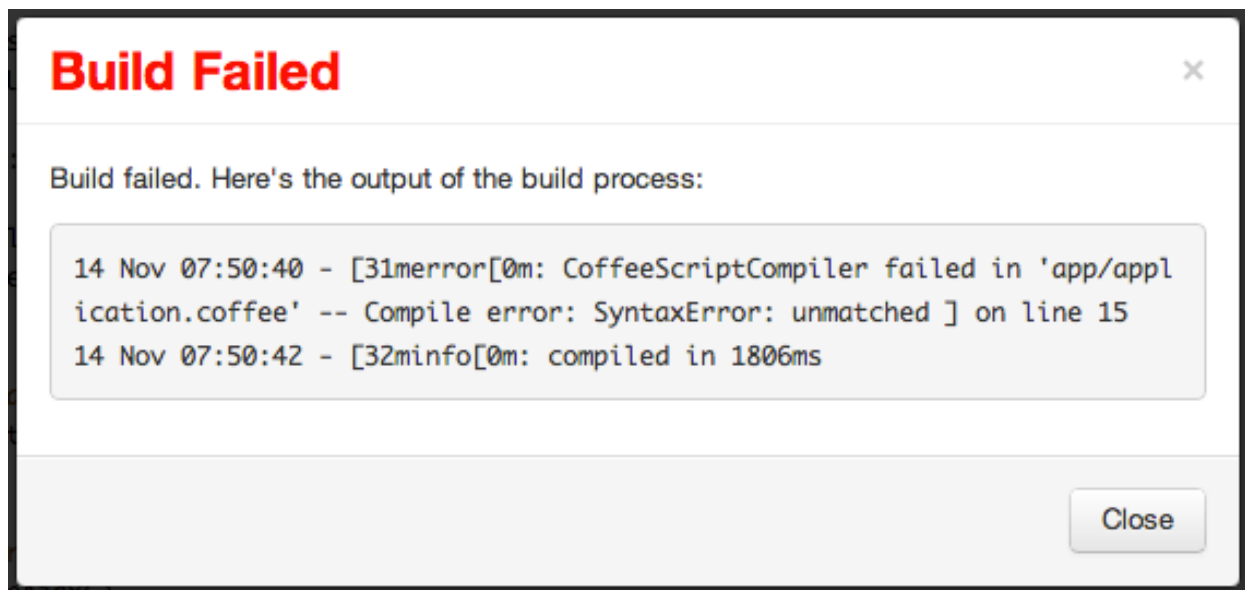 Build Failed
×
Build failed. Here's the output of the build process:
14 Nov 07:50:40 - [31merror[0m: CoffeeScriptCompiler failed in 'app/appl
ication.coffee' -- Compile error: SyntaxError: unmatched ] on line 15
14 Nov 07:50:42 - [32minfo[0m: compiled in 1806ms
Close